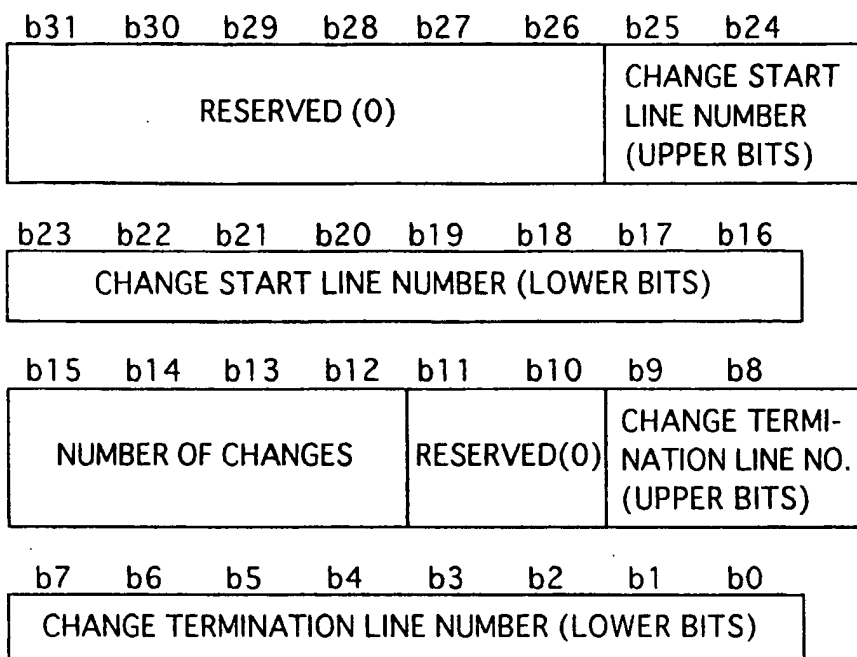 b31 b30 b29 b28 b27 b26 b25 b24
RESERVED (0)
CHANGE START
LINE NUMBER
(UPPER BITS)
b23 b22 b21 b20 b19 b18 b17 b16
CHANGE START LINE NUMBER (LOWER BITS)
b15 b14 b13 b12 b11 b10 b9 b8
NUMBER OF CHANGES
RESERVED(0)
CHANGE TERMI-
NATION LINE NO.
(UPPER BITS)
b7 b6 b5 b4 b3 b2 b1 b0
CHANGE TERMINATION LINE NUMBER (LOWER BITS)